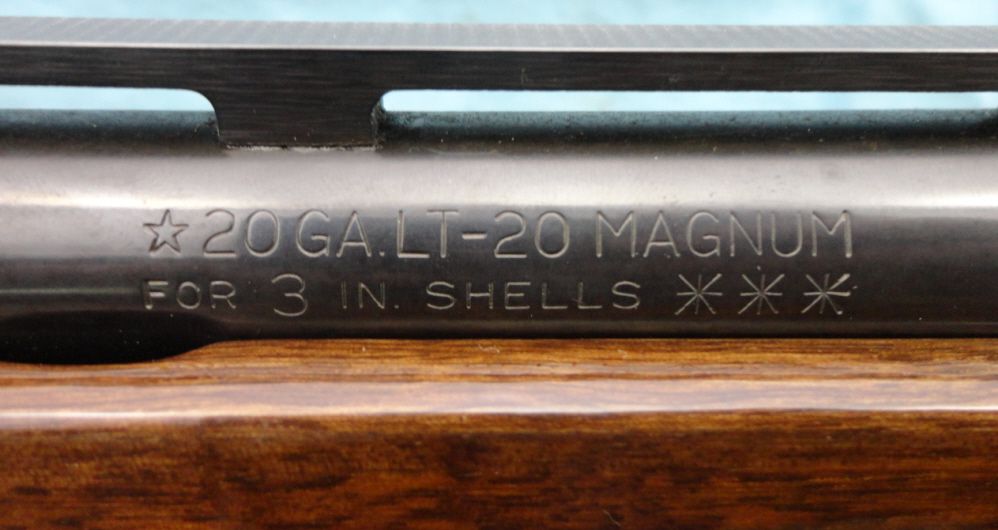 ☆20 GA. LT-20 MAGNUM
FOR 3 IN. SHELLS ***